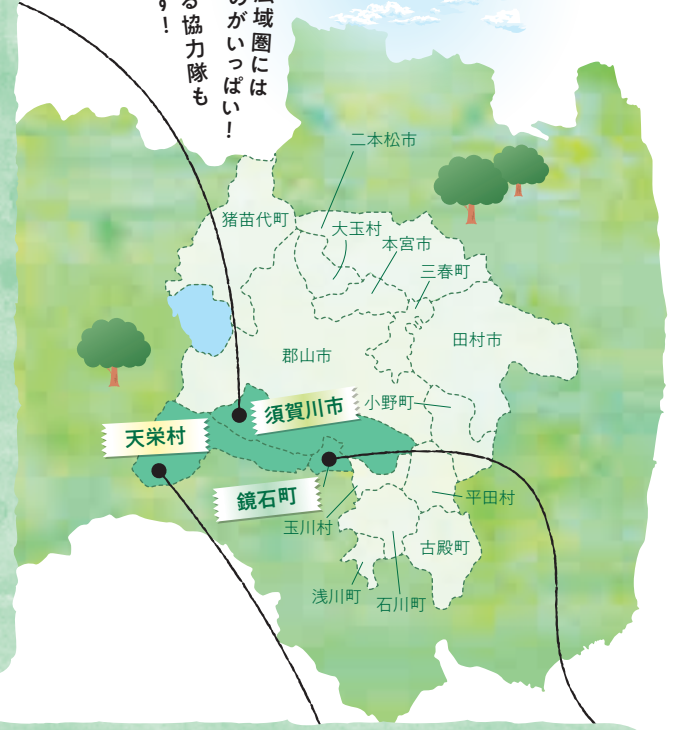 広域圏には
のがいっぱい!
る協力隊も
す!
二本松市
猪苗代町
大玉村
本宮市
三春町
田村市
郡山市
小野町
須賀川市
天栄村
鏡石町
平田村
玉川村
古殿町
浅川町
石川町